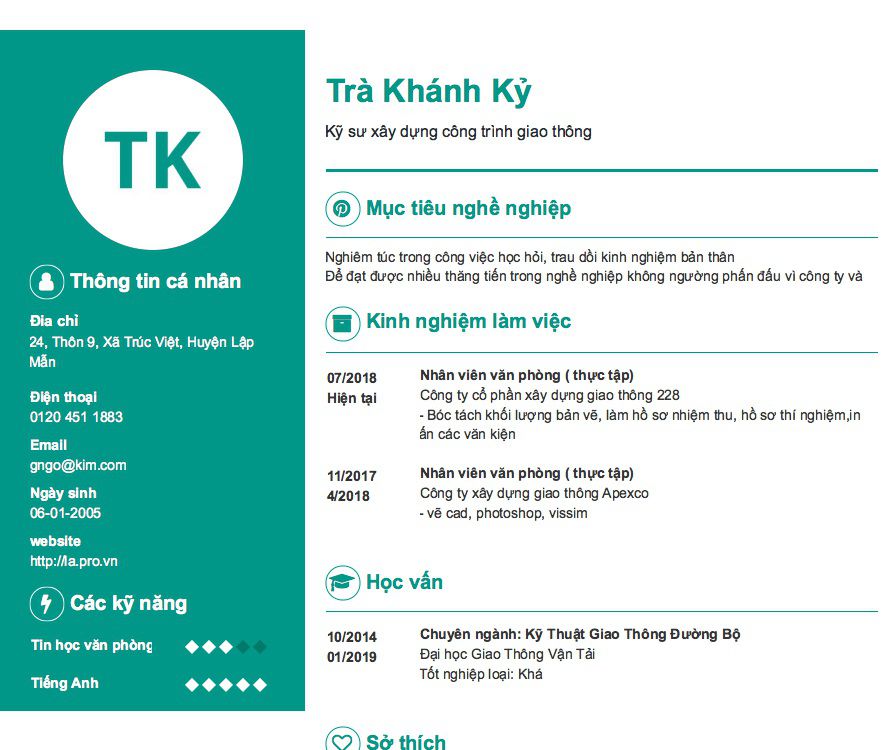 TK
Thông tin cá nhân
Địa chỉ
24, Thôn 9, Xã Trúc Việt, Huyện Lập
Mẫn
Điện thoại
0120 451 1883
Email
gngo@kim.com
Ngày sinh
06-01-2005
website
http://la.pro.vn
Các kỹ năng
Tin học văn phòng
Tiếng Anh
Trà Khánh Kỷ
Kỹ sư xây dựng công trình giao thông
Mục tiêu nghề nghiệp
Nghiêm túc trong công việc học hỏi, trau dồi kinh nghiệm bản thân
Để đạt được nhiều thăng tiến trong nghề nghiệp không ngường phấn đấu vì công ty và
Kinh nghiệm làm việc
07/2018
Hiện tại
Nhân viên văn phòng ( thực tập)
Công ty cổ phần xây dựng giao thông 228
- Bóc tách khối lượng bản vẽ, làm hồ sơ nhiệm thu, hồ sơ thí nghiệm,in
ấn các văn kiện
11/2017
4/2018
Nhân viên văn phòng ( thực tập)
Công ty xây dựng giao thông Apexco
- vẽ cad, photoshop, vissim
Học vấn
10/2014
01/2019
Chuyên ngành: Kỹ Thuật Giao Thông Đường Bộ
Đại học Giao Thông Vận Tải
Tốt nghiệp loại: Khá
Sở thích